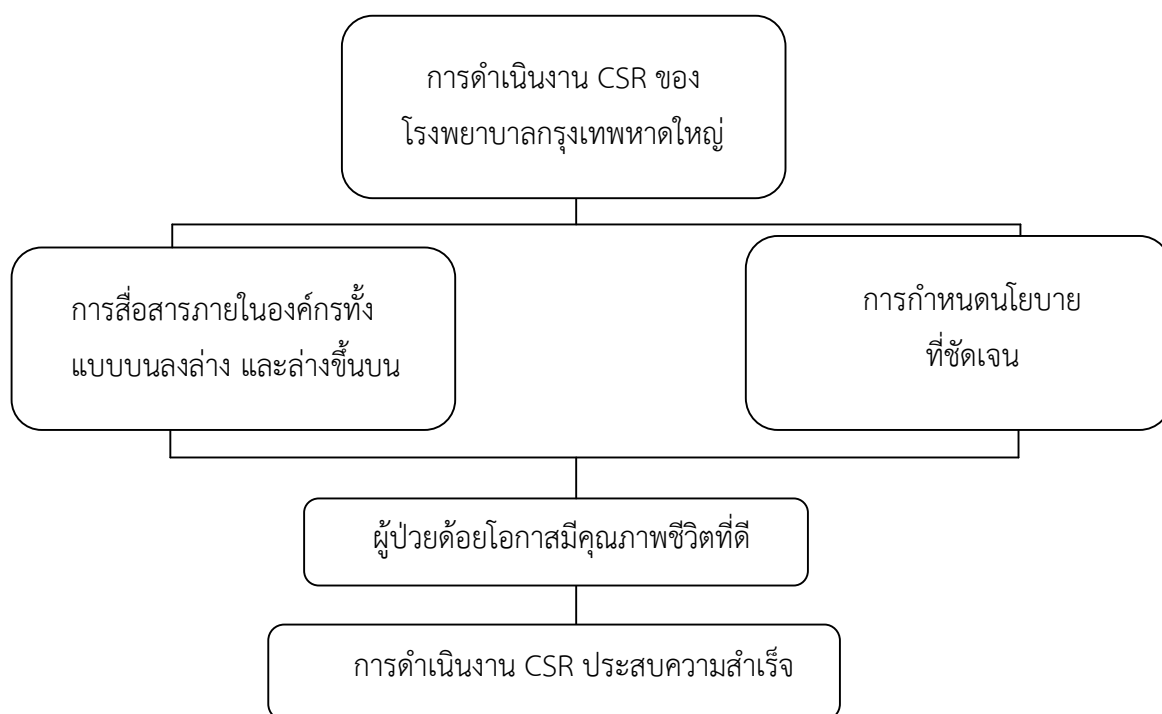 การดำเนินงาน CSR ของ
โรงพยาบาลกรุงเทพหาดใหญ่
การสื่อสารภายในองค์กรทั้ง
แบบบนลงล่าง และล่างขึ้นบน
การกำหนดนโยบาย
ที่ชัดเจน
ผู้ป่วยด้อยโอกาสมีคุณภาพชีวิตที่ดี
การดำเนินงาน CSR ประสบความสำเร็จ